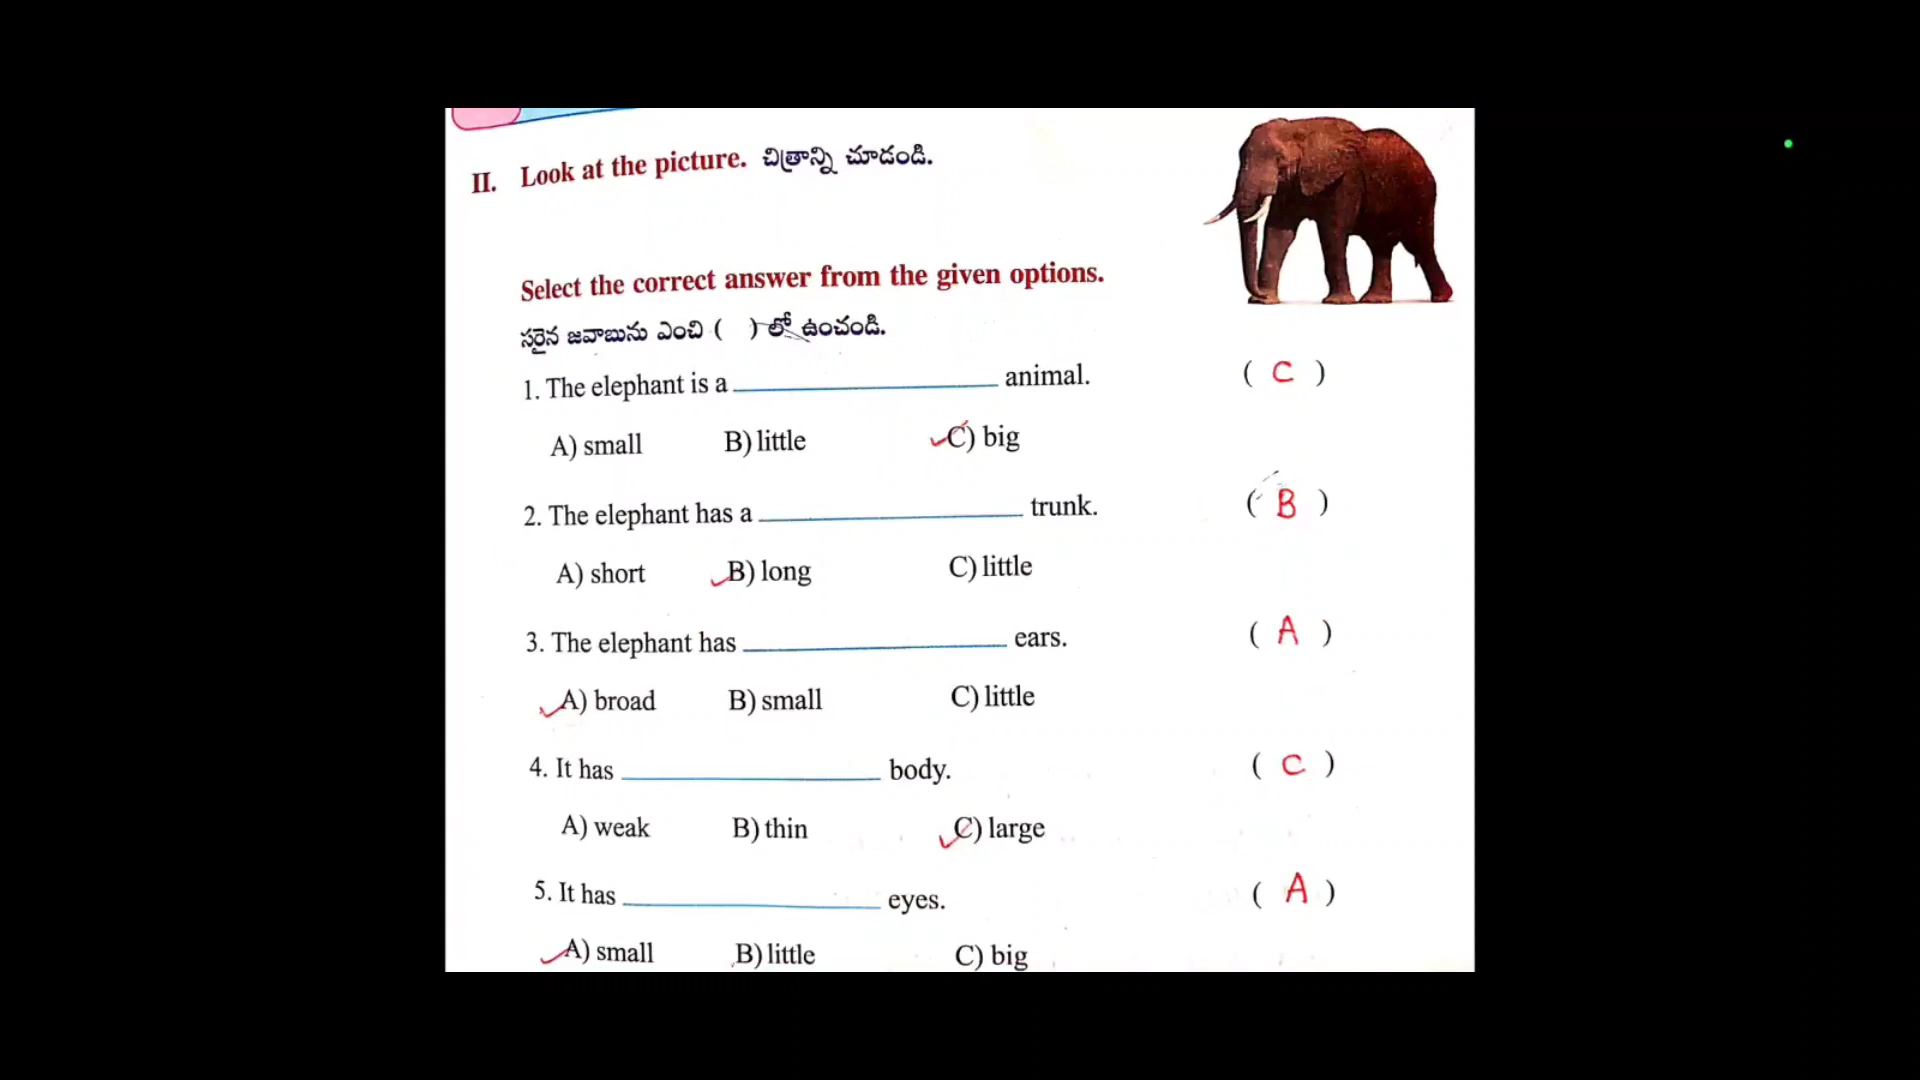 II. Look at the picture. చిత్రాన్ని చూడండి.
Select the correct answer from the given options.
సరైన జవాబును ఎంచి ( ) లో ఉంచండి.
1. The elephant is a ____________ animal. ( C )
A) small B) little C) big
2. The elephant has a ____________ trunk. ( B )
A) short B) long C) little
3. The elephant has ____________ ears. ( A )
A) broad B) small C) little
4. It has ____________ body. ( C )
A) weak B) thin C) large
5. It has ____________ eyes. ( A )
A) small B) little C) big